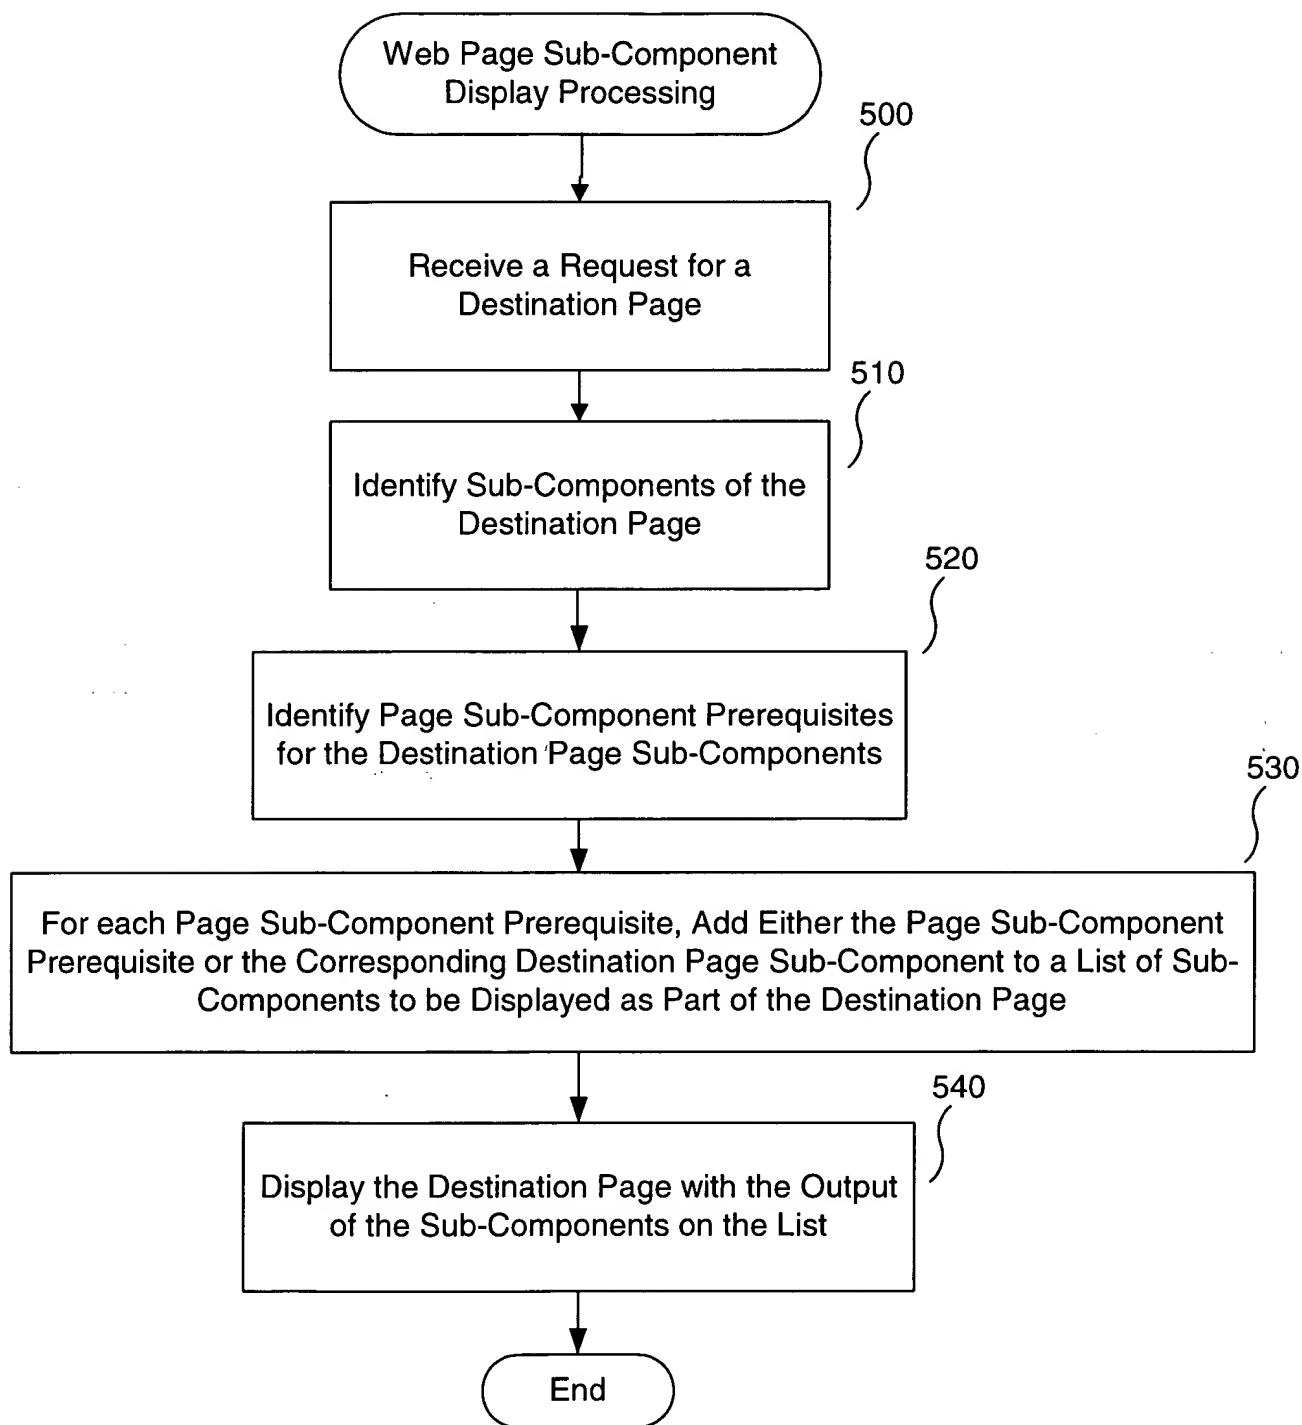 Web Page Sub-Component
Display Processing
500
Receive a Request for a
Destination Page
510
Identify Sub-Components of the
Destination Page
520
Identify Page Sub-Component Prerequisites
for the Destination Page Sub-Components
530
For each Page Sub-Component Prerequisite, Add Either the Page Sub-Component
Prerequisite or the Corresponding Destination Page Sub-Component to a List of Sub-
Components to be Displayed as Part of the Destination Page
540
Display the Destination Page with the Output
of the Sub-Components on the List
End